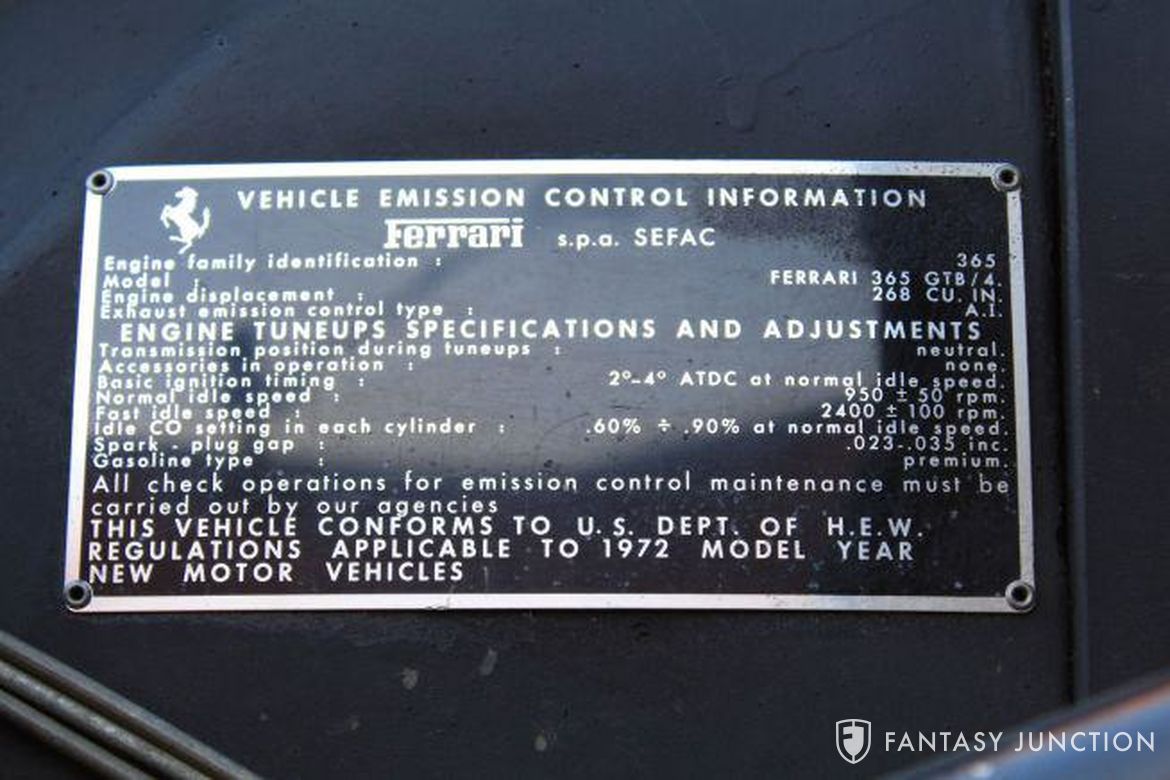 VEHICLE EMISSION CONTROL INFORMATION
Ferrari s.p.a. SEFAC
Engine family identification : 365
Model : FERRARI 365 GTB/4.
Engine displacement : 268 CU. IN.
Exhaust emission control type : A.I.
ENGINE TUNEUPS SPECIFICATIONS AND ADJUSTMENTS
Transmission position during tuneups : neutral.
Accessories in operation : none.
Basic ignition timing : 2°-4° ATDC at normal idle speed.
Normal idle speed : 950 ± 50 rpm.
Fast idle speed : 2400 ± 100 rpm.
Idle CO setting in each cylinder : .60% ÷ .90% at normal idle speed.
Spark - plug gap : .023-.035 inc.
Gasoline type : premium.
All check operations for emission control maintenance must be
carried out by our agencies
THIS VEHICLE CONFORMS TO U.S. DEPT. OF H.E.W.
REGULATIONS APPLICABLE TO 1972 MODEL YEAR
NEW MOTOR VEHICLES
FANTASY JUNCTION